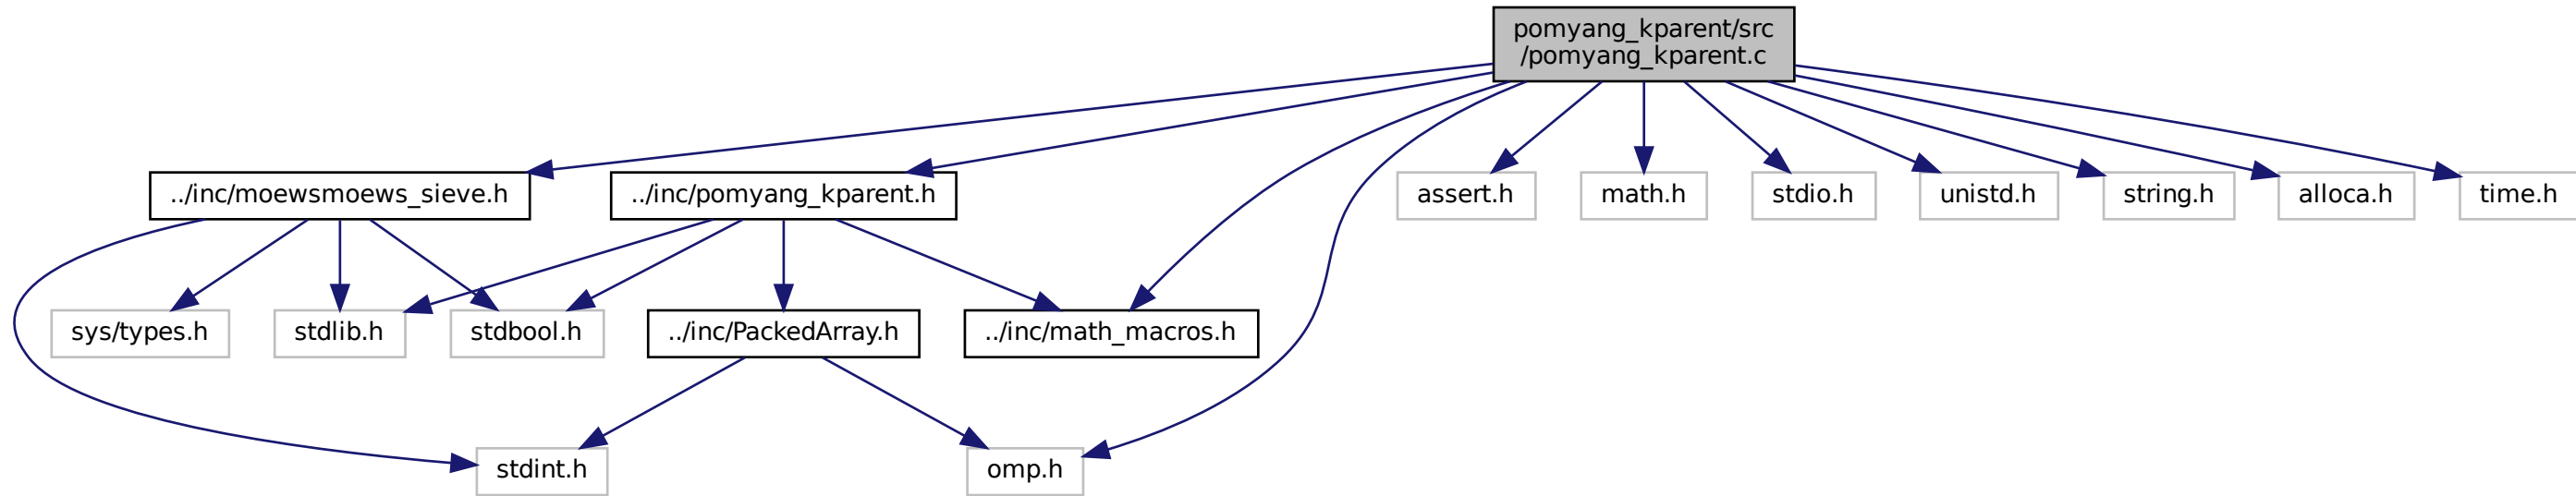 pomyang_kparent/src
/pomyang_kparent.c
../inc/moewsmoews_sieve.h
../inc/pomyang_kparent.h
assert.h
math.h
stdio.h
unistd.h
string.h
alloca.h
time.h
sys/types.h
stdlib.h
stdbool.h
../inc/PackedArray.h
../inc/math_macros.h
stdint.h
omp.h